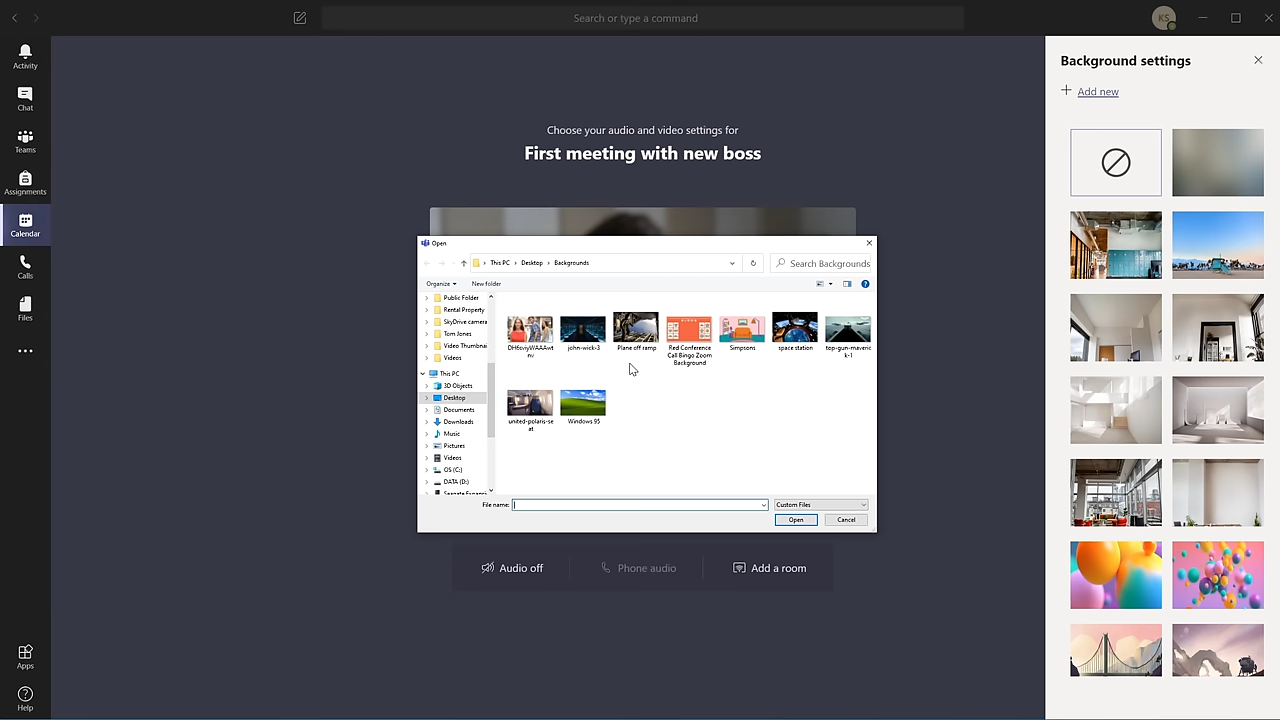 Search or type a command
KS
Activity
Chat
Teams
Assignments
Calendar
Calls
Files
Apps
Help
Choose your audio and video settings for
First meeting with new boss
Open
This PC
Desktop
Backgrounds
Search Backgrounds
Organize
New folder
Public Folder
Rental Property
SkyDrive camera
Tom Jones
Video Thumbnai
Videos
This PC
3D Objects
Desktop
Documents
Downloads
Music
Pictures
Videos
OS (C:)
DATA (D:)
Seagate Expansi
john-wick-3
Plane off ramp
Red Conference
Call Bingo Zoom
Background
Simpsons
space station
top-gun-maveric
k-1
united-polaris-se
at
Windows 95
File name:
Custom Files
Open
Cancel
Audio off
Phone audio
Add a room
Background settings
Add new